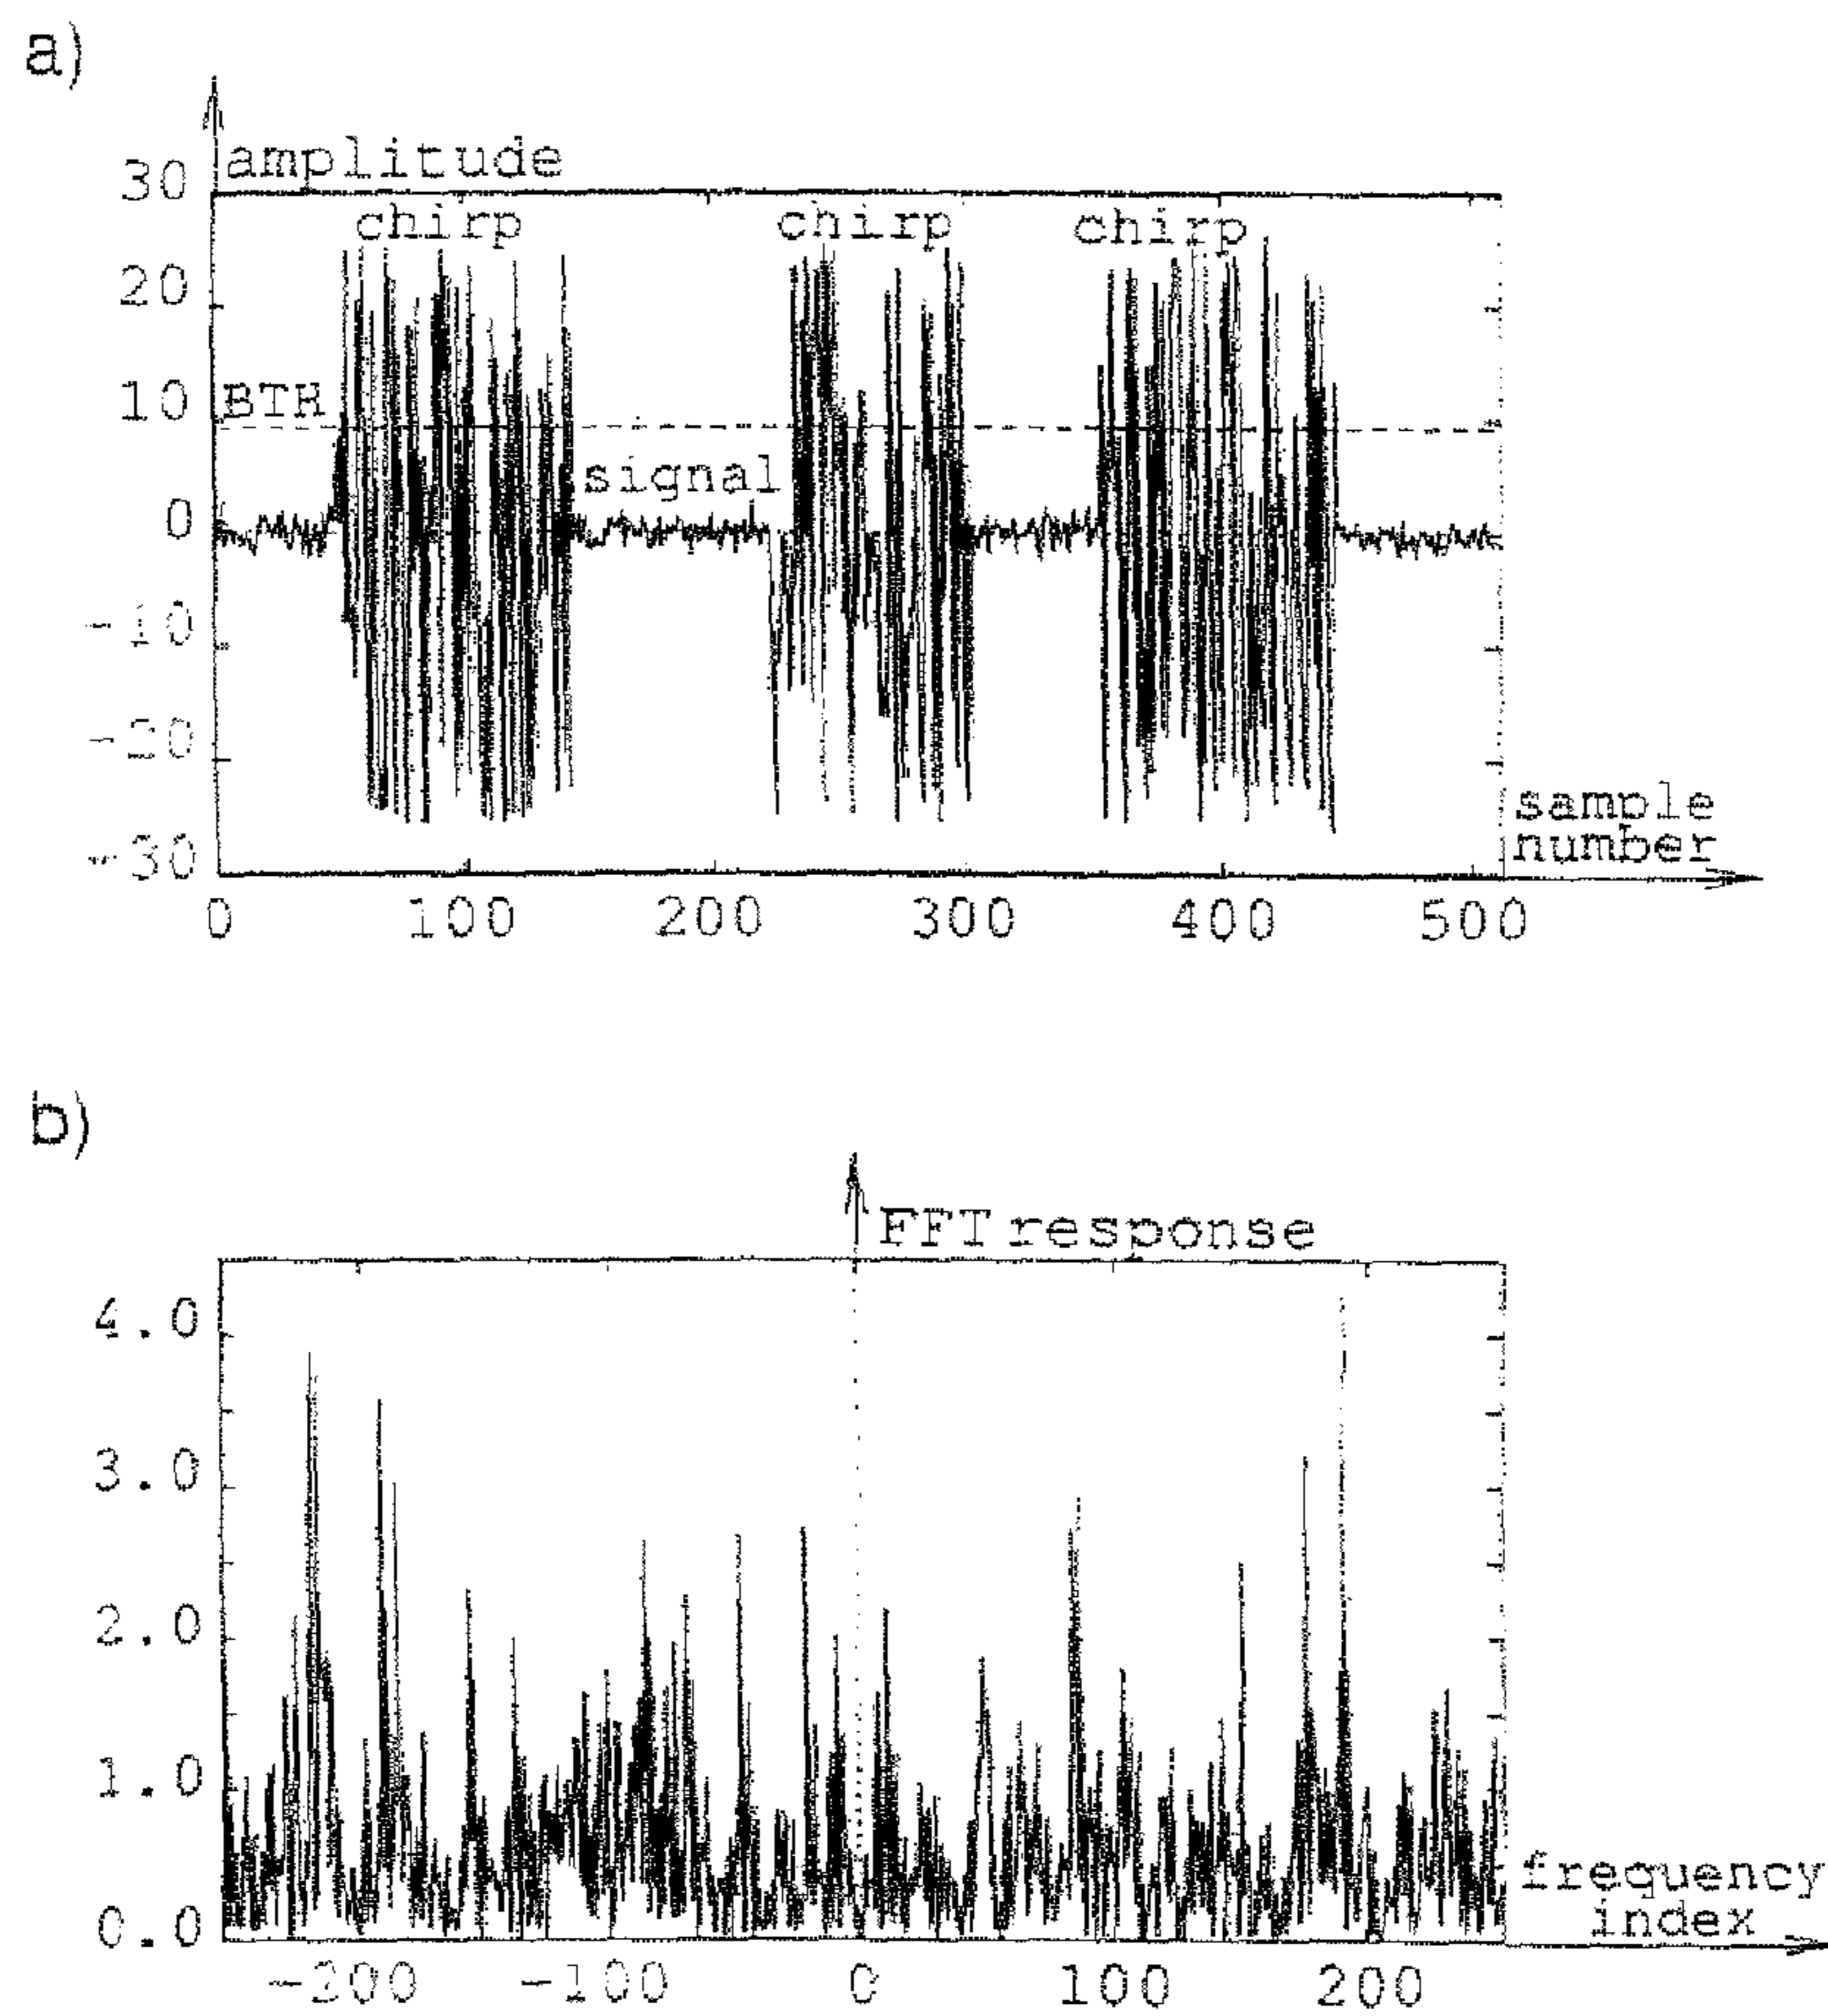 a)
amplitude
30
chirp chirp chirp
20
10
BTH
signal
0
-10
-20
-30
sample
number
0 100 200 300 400 500
b)
FFT response
4.0
3.0
2.0
1.0
0.0
frequency
index
-200 -100 0 100 200